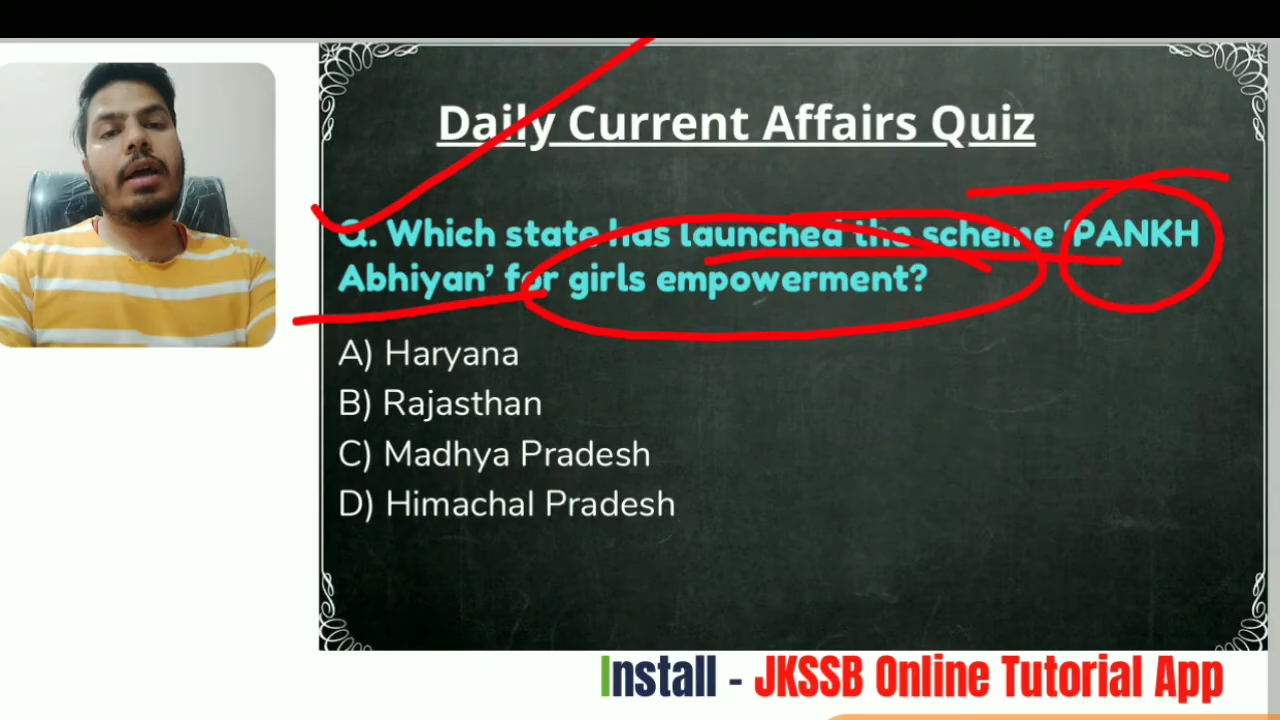 Daily Current Affairs Quiz
Q. Which state has launched the scheme ‘PANKH
Abhiyan’ for girls empowerment?
A) Haryana
B) Rajasthan
C) Madhya Pradesh
D) Himachal Pradesh
Install - JKSSB Online Tutorial App